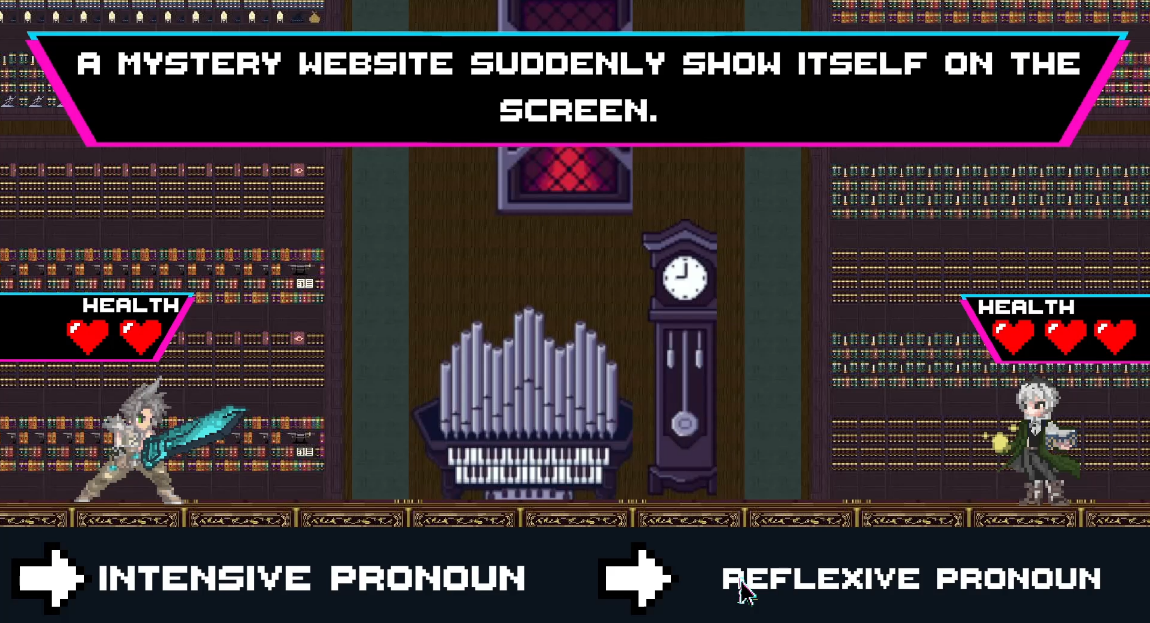 A MYSTERY WEBSITE SUDDENLY SHOW ITSELF ON THE
SCREEN.
HEALTH
HEALTH
INTENSIVE PRONOUN
REFLEXIVE PRONOUN